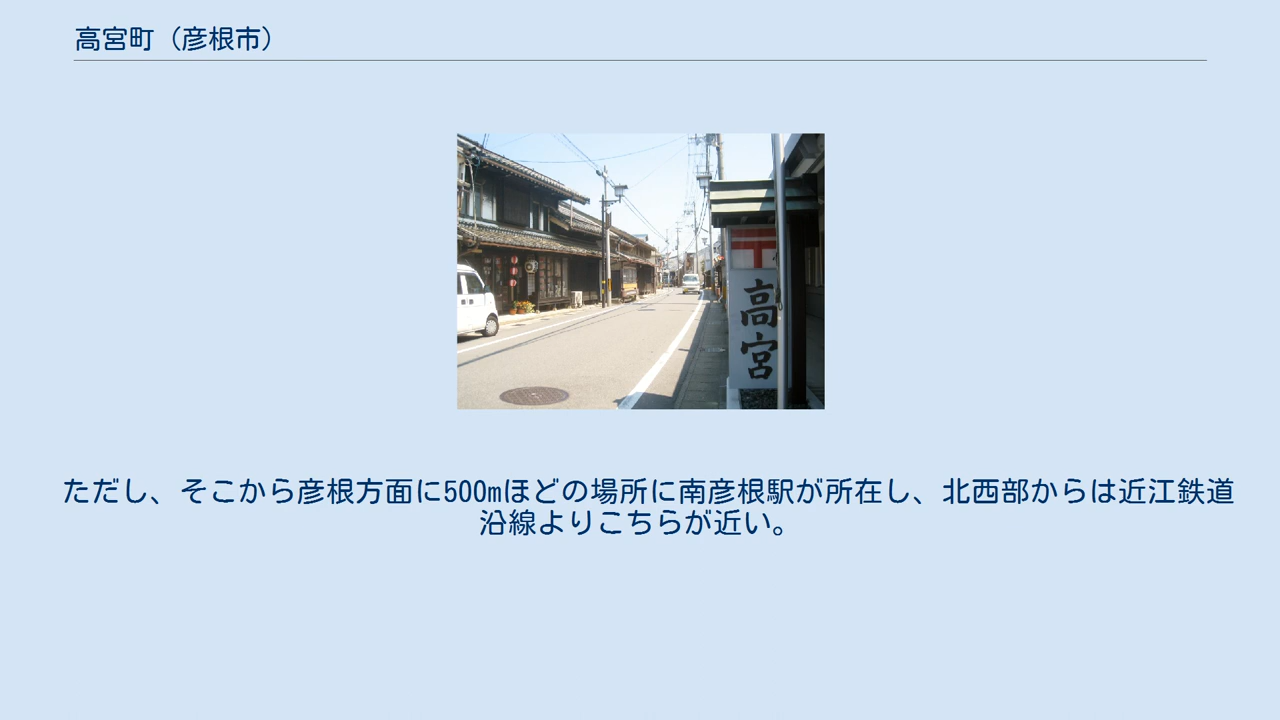 高宮町（彦根市）
〒
高宮
ただし、そこから彦根方面に500mほどの場所に南彦根駅が所在し、北西部からは近江鉄道
沿線よりこちらが近い。